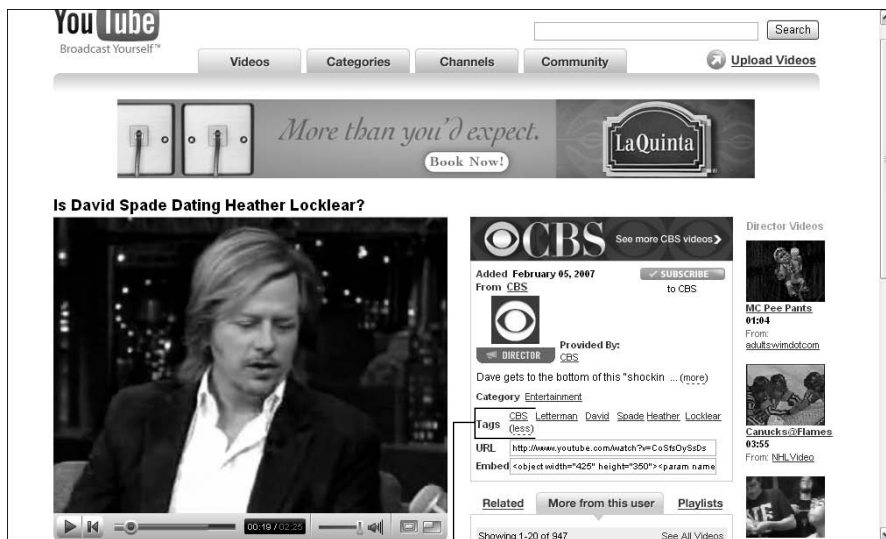 You Tube
Broadcast Yourself™
Search
Videos
Categories
Channels
Community
Upload Videos
More than you'd expect.
Book Now!
LaQuinta
Is David Spade Dating Heather Locklear?
CBS See more CBS videos
Added February 05, 2007
From CBS
SUBSCRIBE
to CBS
DIRECTOR
Provided By:
CBS
Dave gets to the bottom of this "shockin ... (more)
Category Entertainment
Tags CBS Letterman David Spade Heather Locklear
(less)
URL http://www.youtube.com/watch?v=CoSfsOySsDs
Embed <object width="425" height="350"><param name
Related
More from this user
Playlists
Showing 1-20 of 947
See All Videos
00:19 / 02:25
Director Videos
MC Pee Pants
01:04
From:
adultswimdotcom
Canucks@Flames
03:55
From: NHLVideo